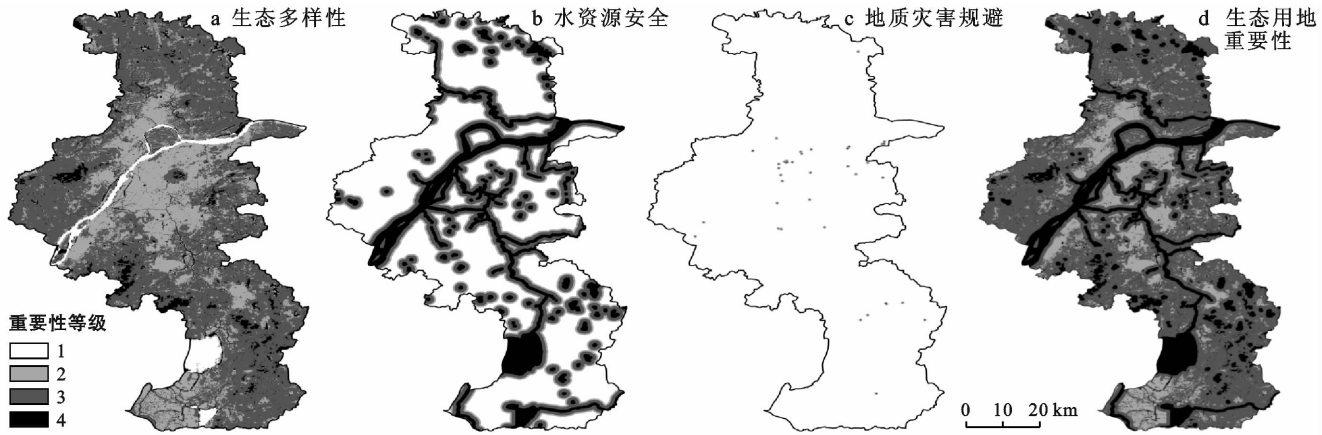 a 生态多样性
b 水资源安全
c 地质灾害规避
d 生态用地
重要性
重要性等级
1
2
3
4
0 10 20 km